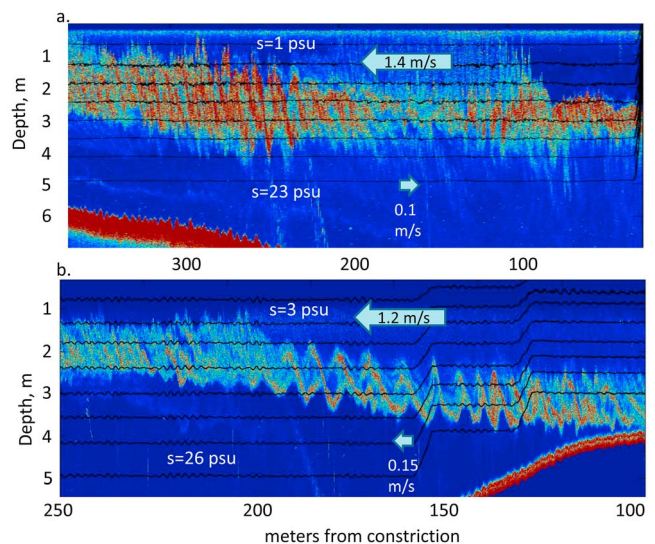 a.
s=1 psu
1
1.4 m/s
2
Depth, m
3
4
5
s=23 psu
0.1
m/s
6
300
200
100
b.
s=3 psu
1
1.2 m/s
2
Depth, m
3
4
s=26 psu
0.15
m/s
5
250
200
150
100
meters from constriction